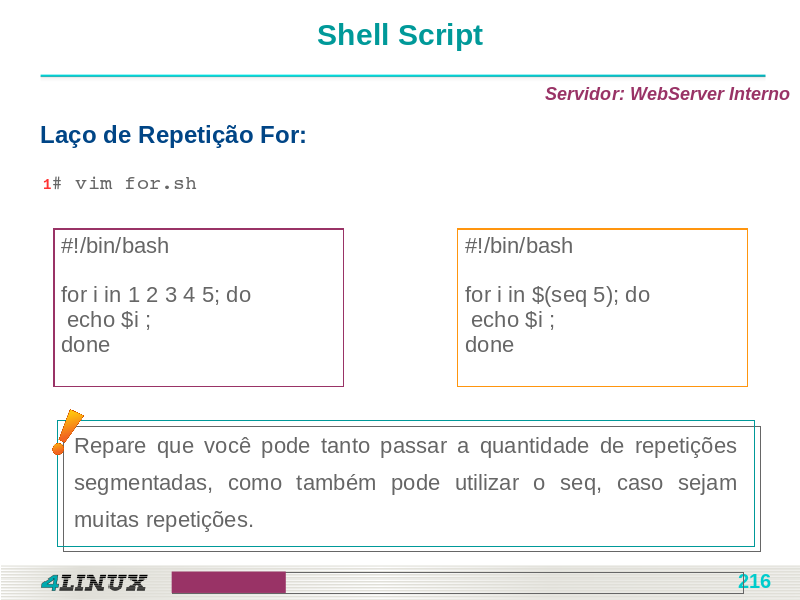 Shell Script
Servidor: WebServer Interno
Laço de Repetição For:
1# vim for.sh
#!/bin/bash
for i in 1 2 3 4 5; do
echo $i ;
done
#!/bin/bash
for i in $(seq 5); do
echo $i ;
done
Repare que você pode tanto passar a quantidade de repetições
segmentadas, como também pode utilizar o seq, caso sejam
muitas repetições.
4LINUX
216